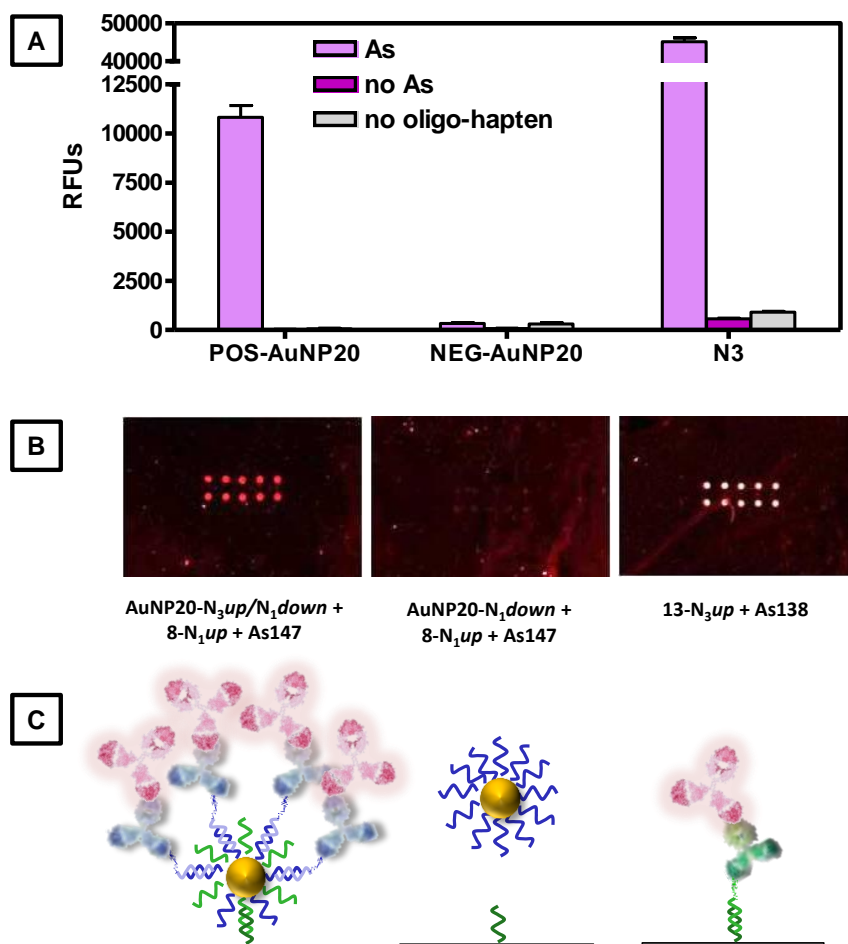 A
50000
40000
12500
10000
7500
5000
2500
0
RFUs
As
no As
no oligo-hapten
POS-AuNP20 NEG-AuNP20 N3
B
AuNP20-N₃up/N₁down + 8-N₁up + As147
AuNP20-N₁down + 8-N₁up + As147
13-N₃up + As138
C